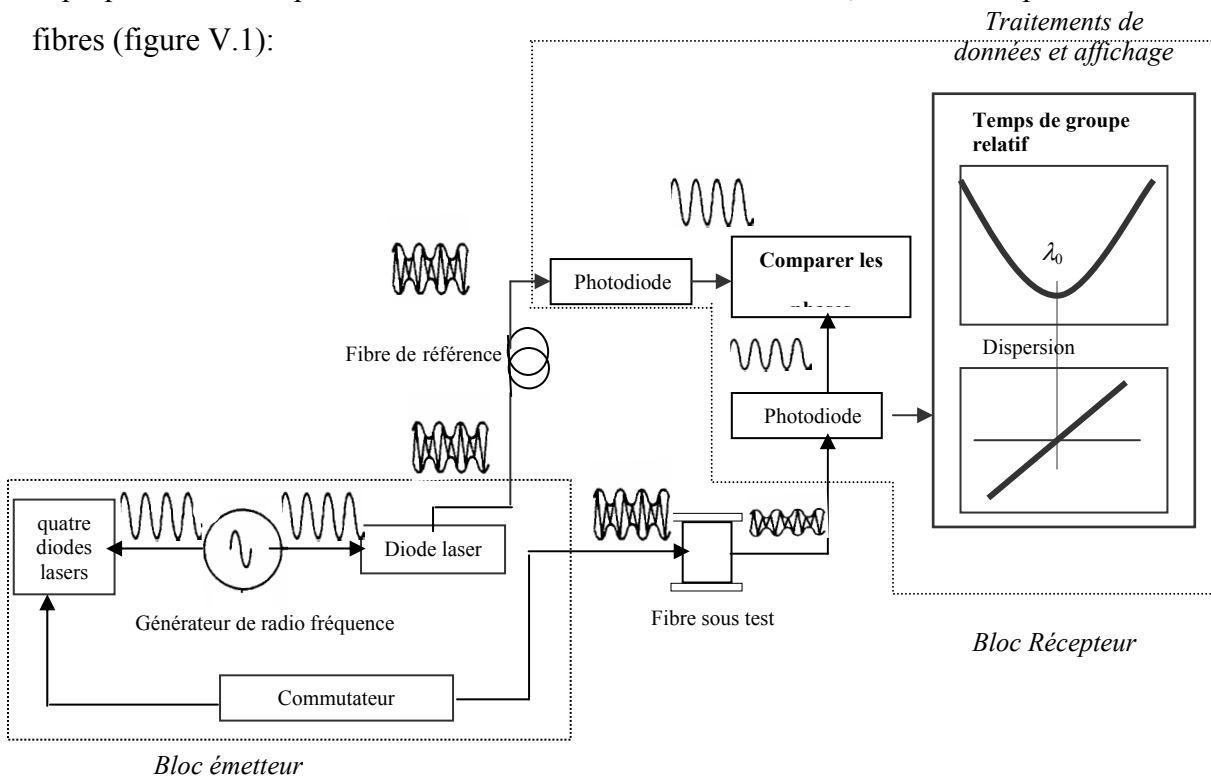 fibres (figure V.1):
Traitements de
données et affichage
Temps de groupe
relatif
λ₀
Dispersion
Comparer les
Photodiode
Fibre de référence
Photodiode
quatre
diodes
lasers
Diode laser
Générateur de radio fréquence
Fibre sous test
Commutateur
Bloc Récepteur
Bloc émetteur